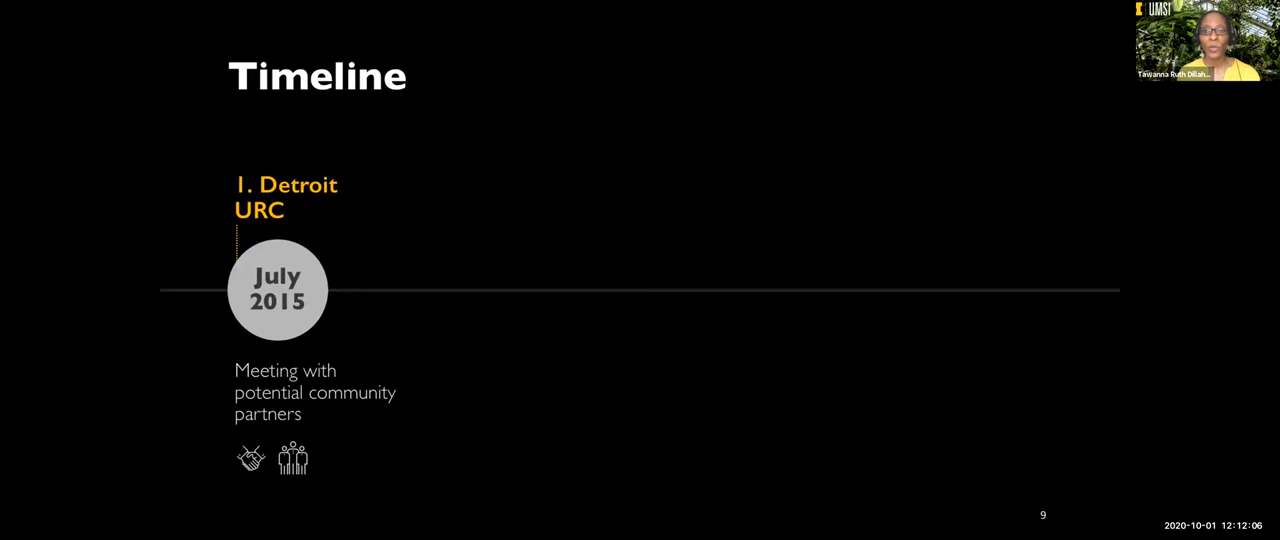 UMSI
Tawanna Ruth Dillah...
Timeline
1. Detroit
URC
July
2015
Meeting with
potential community
partners
9
2020-10-01 12:12:06